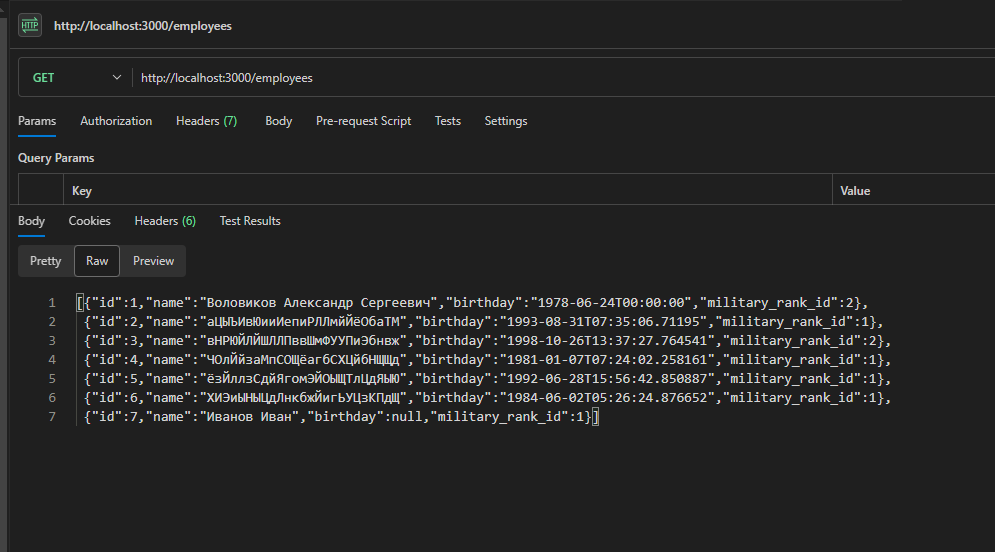 HTTP http://localhost:3000/employees
GET http://localhost:3000/employees
Params Authorization Headers (7) Body Pre-request Script Tests Settings
Query Params
Key Value
Body Cookies Headers (6) Test Results
Pretty Raw Preview
1 [{"id":1,"name":"Воловиков Александр Сергеевич","birthday":"1978-06-24T00:00:00","military_rank_id":2},
2 {"id":2,"name":"аЦЫЪИвЮииИепиРЛЛмйЙёОбаТМ","birthday":"1993-08-31T07:35:06.71195","military_rank_id":1},
3 {"id":3,"name":"вНРЮЙЛЙШЛЛПввШмФУУПиЭбнвж","birthday":"1998-10-26T13:37:27.764541","military_rank_id":2},
4 {"id":4,"name":"ЧОлЙйзаМпСОЩёагбСХЦйбНЩЩд","birthday":"1981-01-07T07:24:02.258161","military_rank_id":1},
5 {"id":5,"name":"ёзЙллзСдйЯгомЭЙОЫЩТлЦдЯЫЮ","birthday":"1992-06-28T15:56:42.850887","military_rank_id":1},
6 {"id":6,"name":"ХИЭиЫНЫЦдЛнкбжЙигЬУЦзКПдЩ","birthday":"1984-06-02T05:26:24.876652","military_rank_id":1},
7 {"id":7,"name":"Иванов Иван","birthday":null,"military_rank_id":1}]